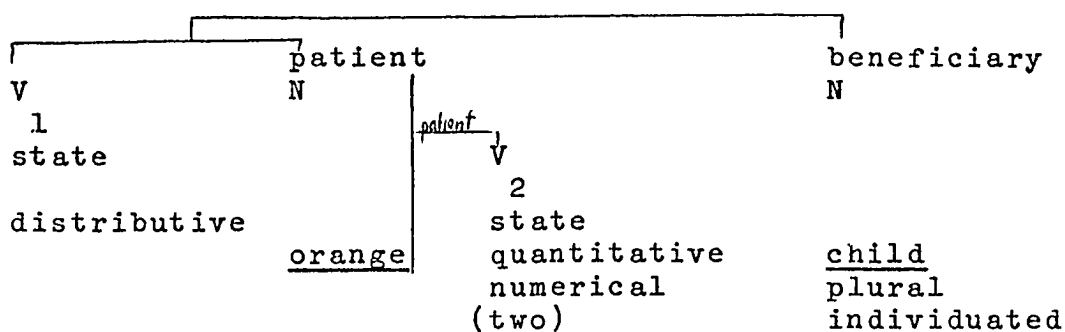 patient beneficiary
V N N
1 patient V
state 2
distributive state
orange quantitative child
numerical plural
(two) individuated